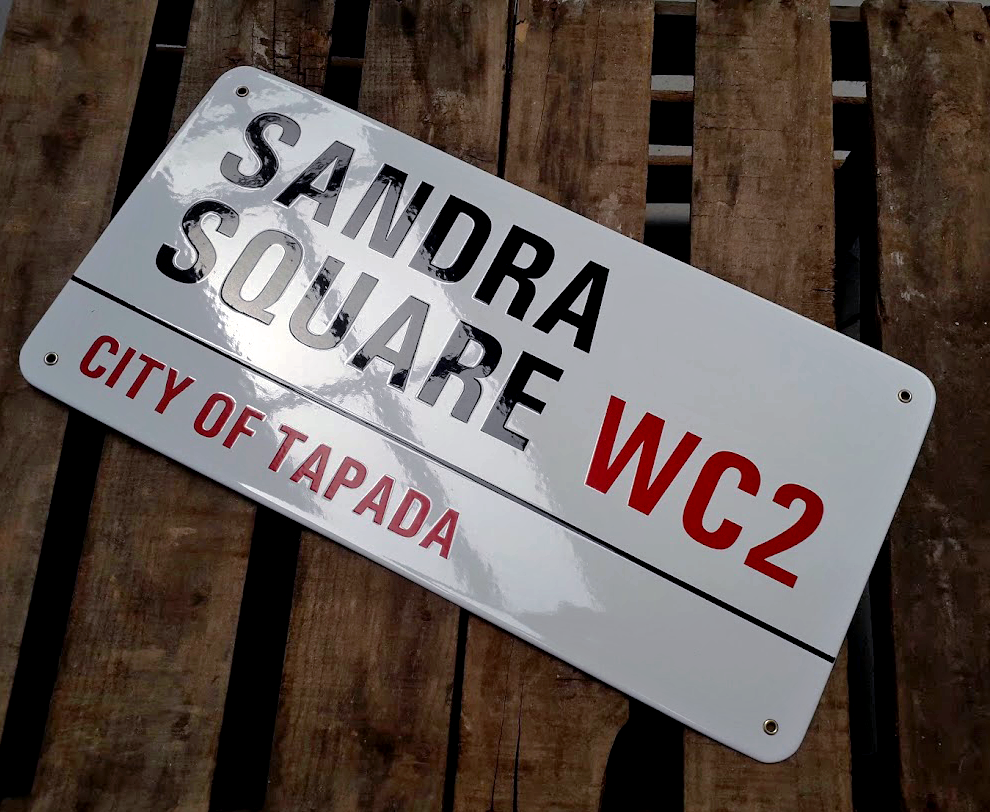 SANDRA
SQUARE WC2
CITY OF TAPADA